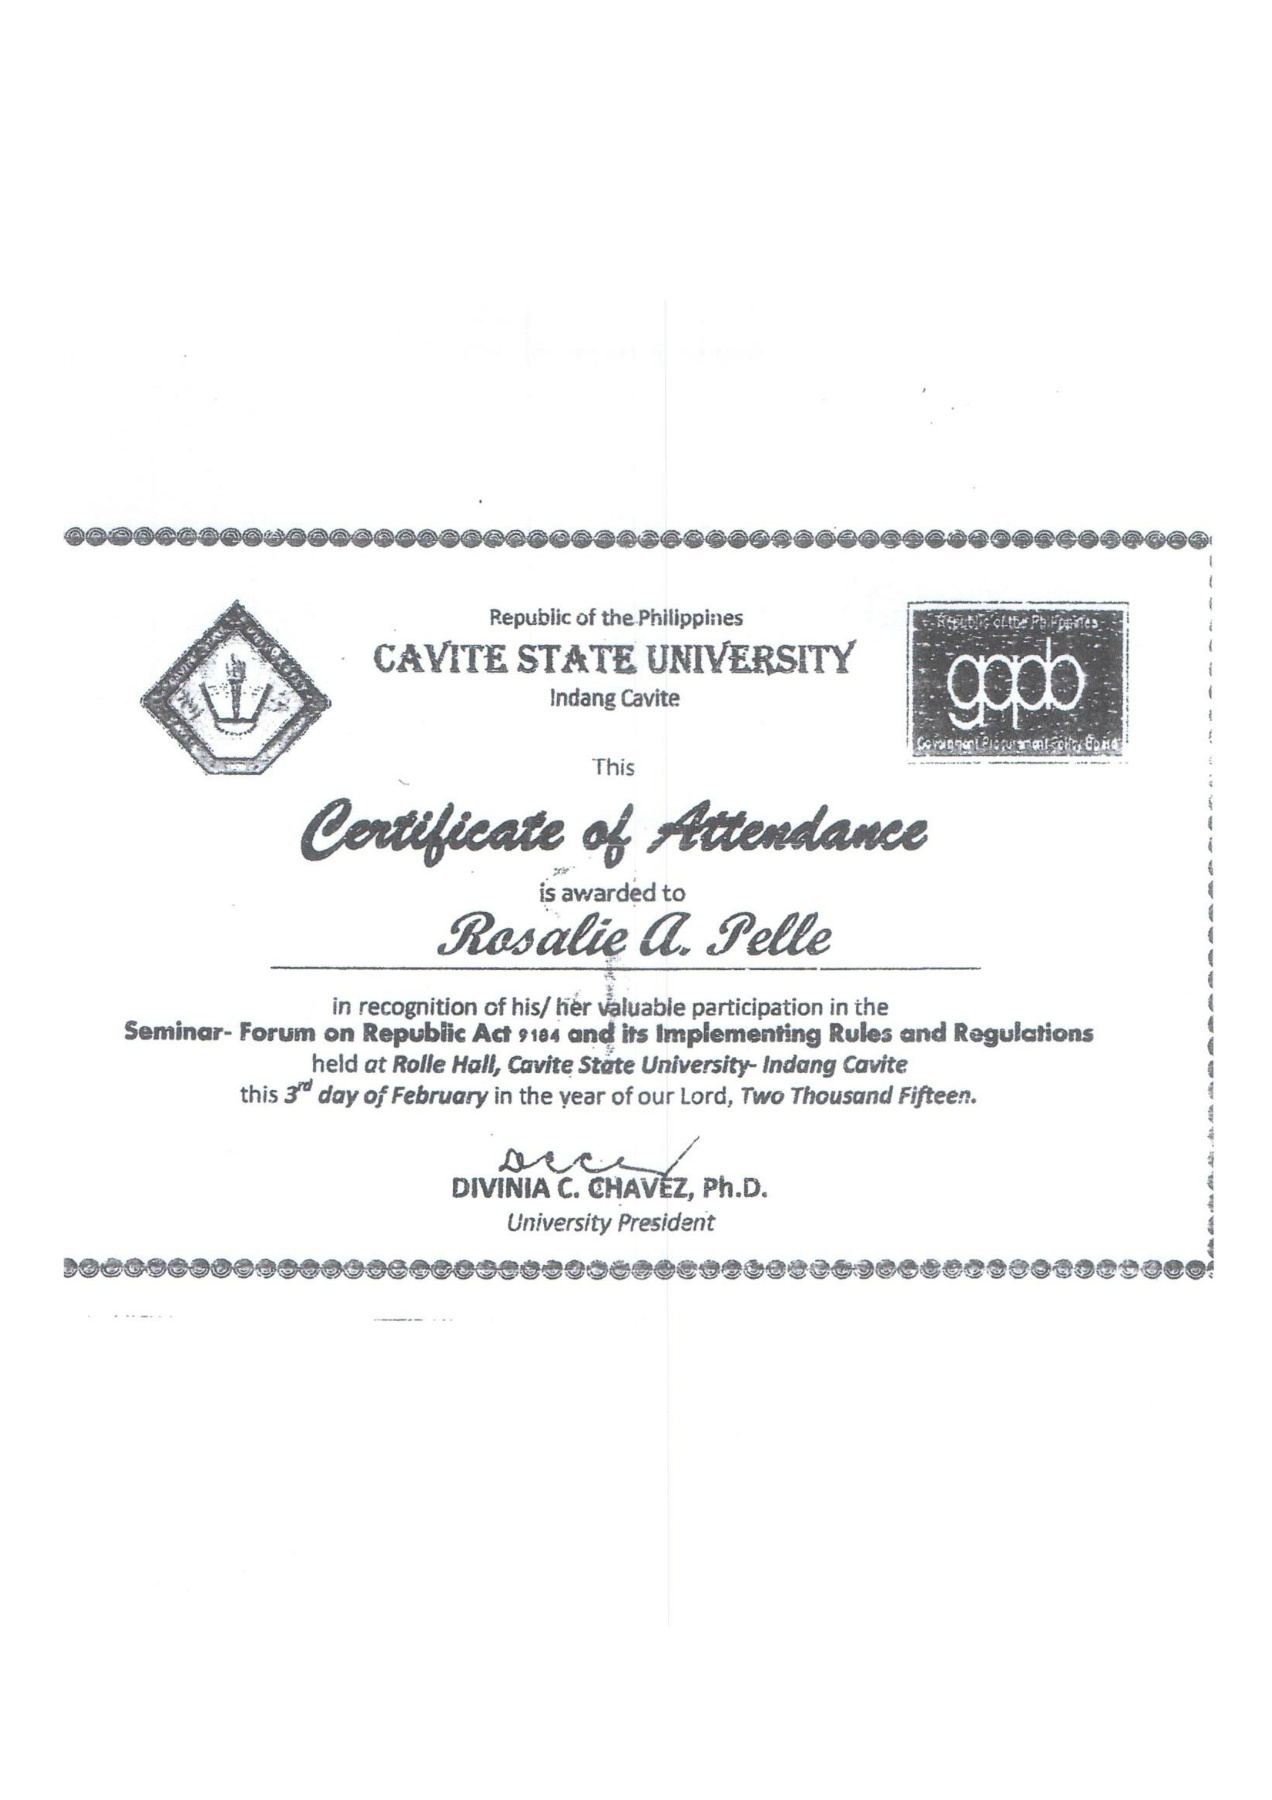 Republic of the Philippines
CAVITE STATE UNIVERSITY
Indang Cavite
Republic of the Philippines
gppb
Government Procurement Policy Board
This
Certificate of Attendance
is awarded to
Rosalie A. Pelle
in recognition of his/ her valuable participation in the
Seminar- Forum on Republic Act 9184 and its Implementing Rules and Regulations
held at Rolle Hall, Cavite State University- Indang Cavite
this 3rd day of February in the year of our Lord, Two Thousand Fifteen.
DIVINIA C. CHAVEZ, Ph.D.
University President